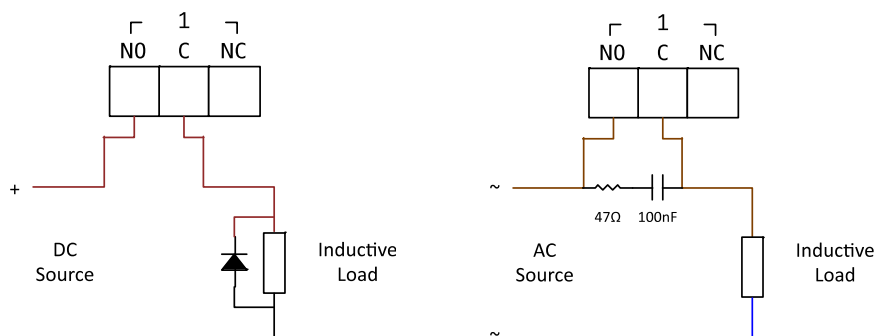 1
NO C NC
+
DC
Source
Inductive
Load
1
NO C NC
~
47Ω 100nF
AC
Source
Inductive
Load
~